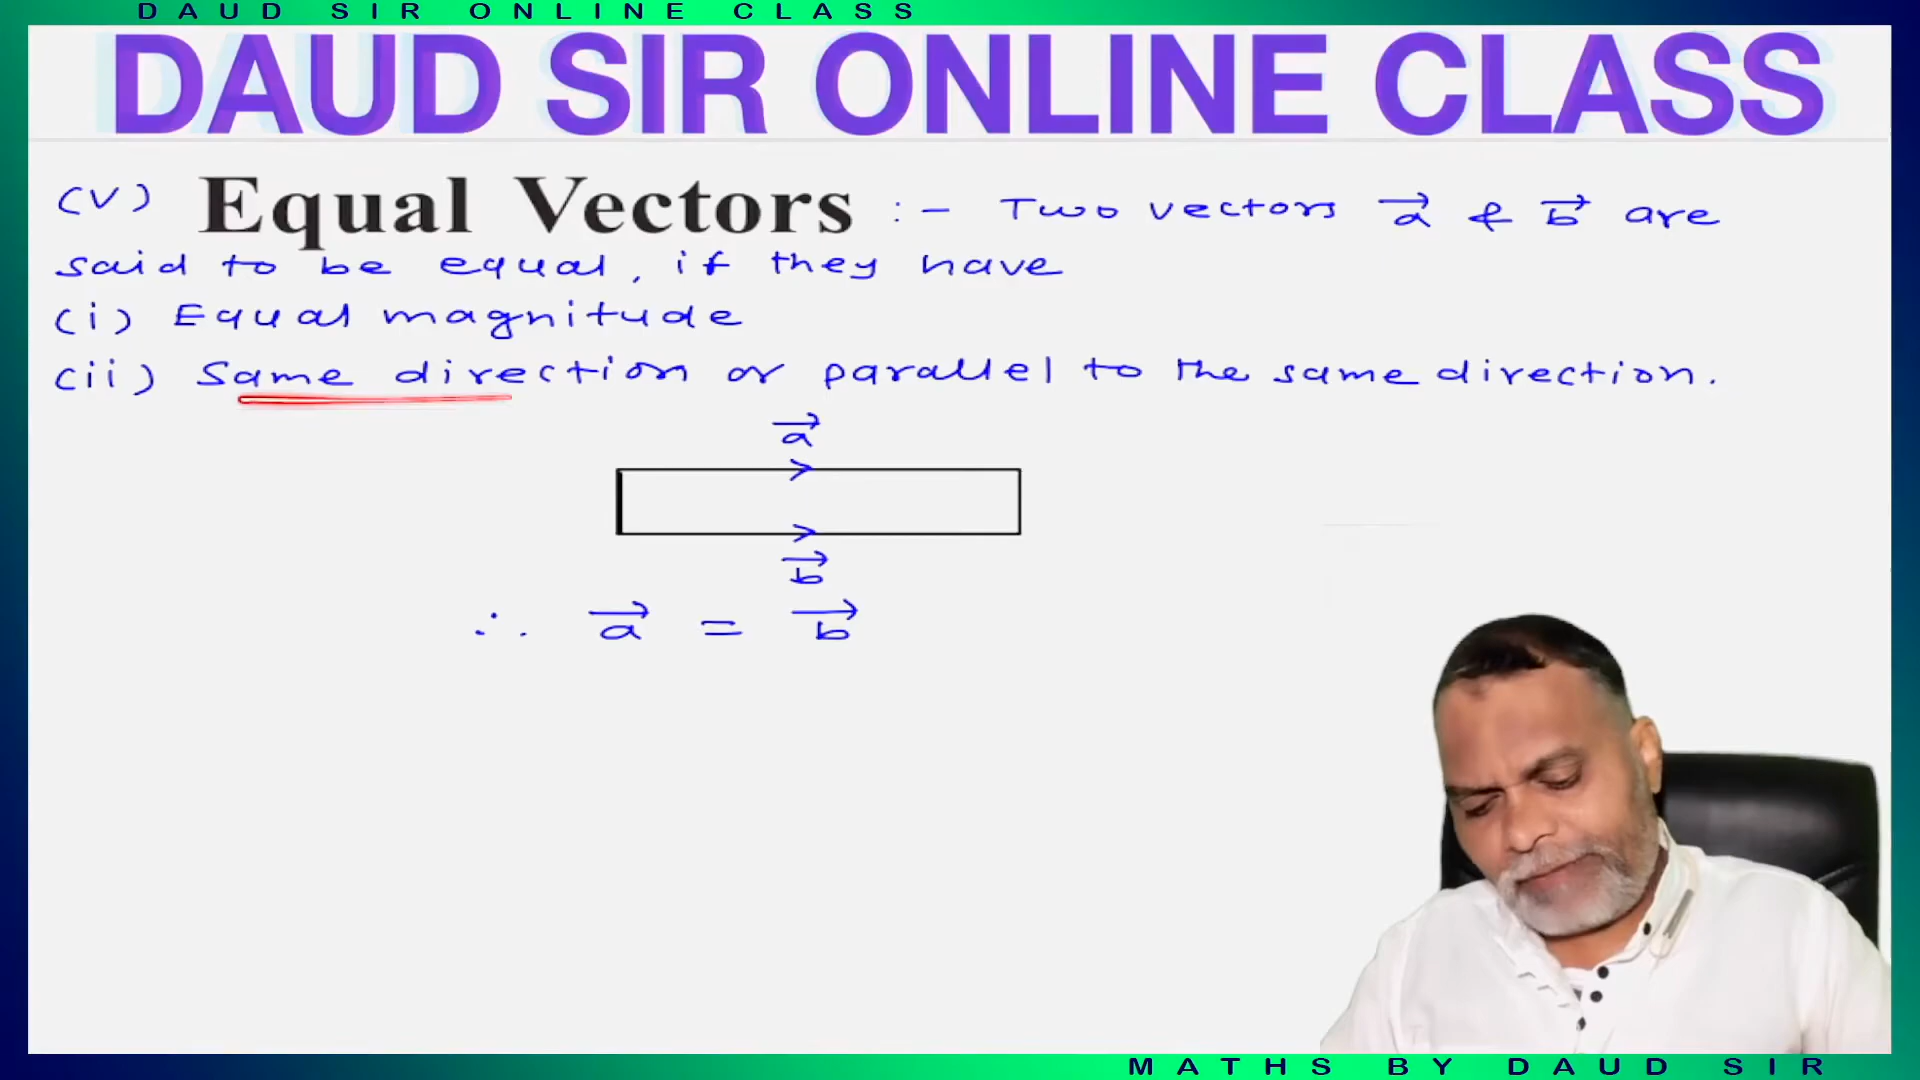 DAUD SIR ONLINE CLASS
DAUD SIR ONLINE CLASS
(V) Equal Vectors :- Two vectors a⃗ & b⃗ are
said to be equal, if they have
(i) Equal magnitude
(ii) Same direction or parallel to the same direction.
a⃗
b⃗
∴ a⃗ = b⃗
MATHS BY DAUD SIR